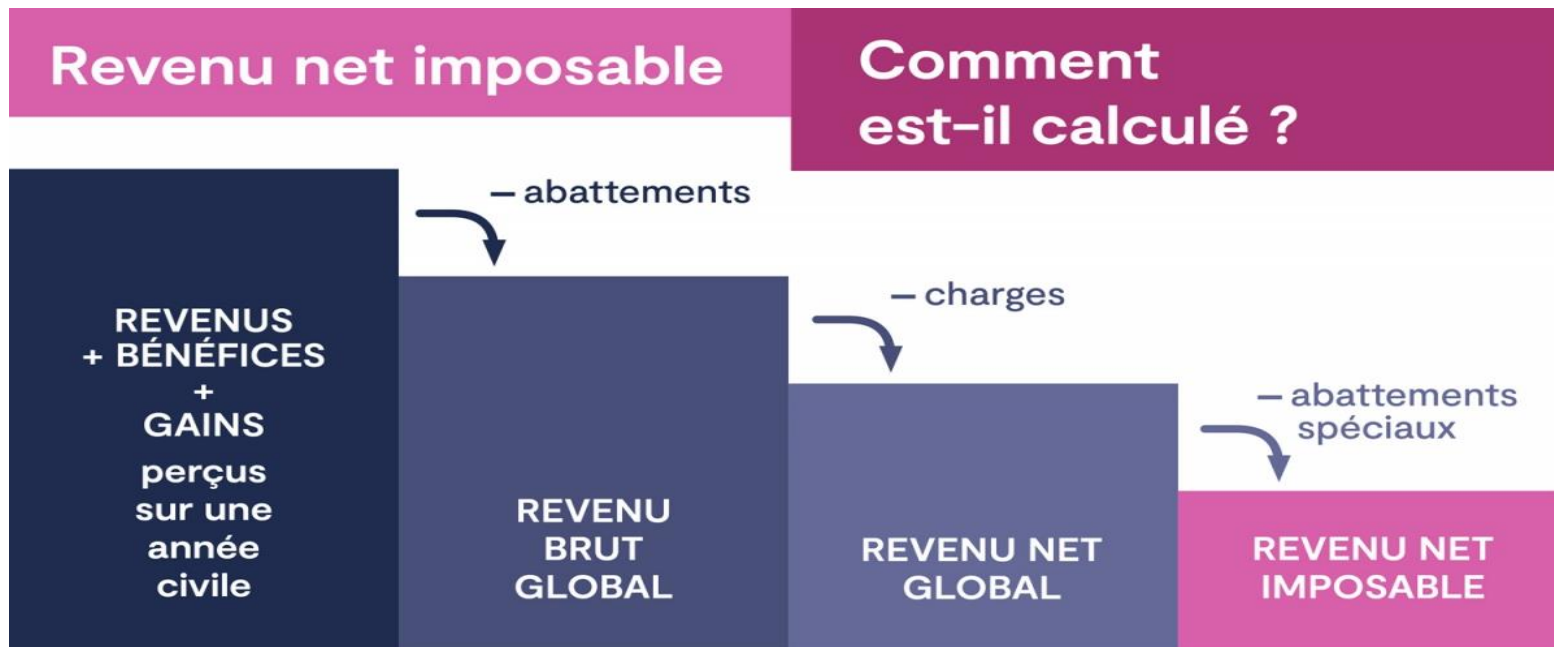 Revenu net imposable
Comment
est-il calculé ?
– abattements
– charges
– abattements
spéciaux
REVENUS
+ BÉNÉFICES
+
GAINS
perçus
sur une
année
civile
REVENU
BRUT
GLOBAL
REVENU NET
GLOBAL
REVENU NET
IMPOSABLE